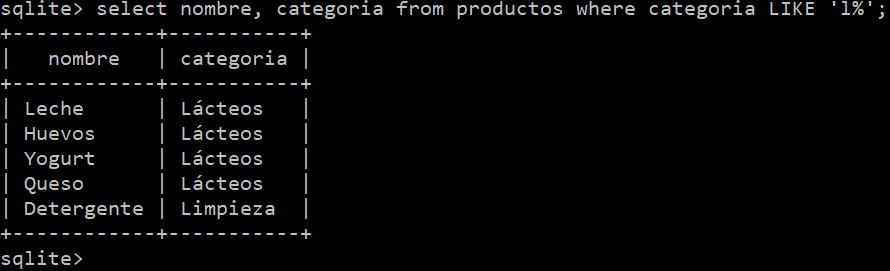 sqlite> select nombre, categoria from productos where categoria LIKE 'l%';
+------------+-----------+
|   nombre   | categoria |
+------------+-----------+
| Leche      | Lácteos   |
| Huevos     | Lácteos   |
| Yogurt     | Lácteos   |
| Queso      | Lácteos   |
| Detergente | Limpieza  |
+------------+-----------+
sqlite>